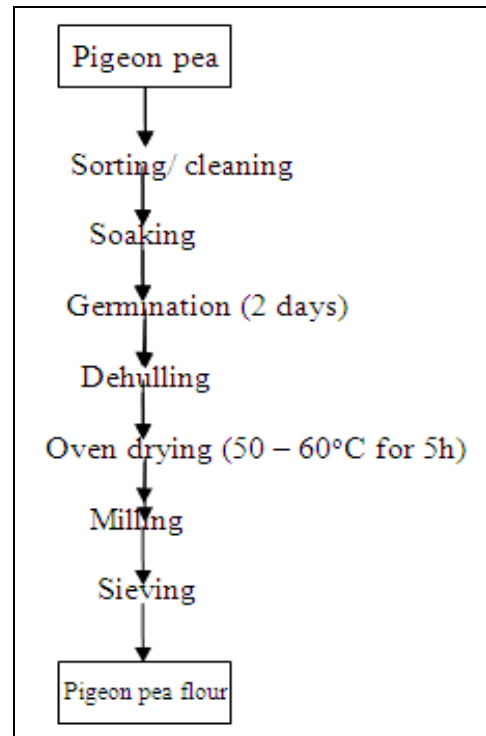 Pigeon pea
Sorting/ cleaning
Soaking
Germination (2 days)
Dehulling
Oven drying (50 – 60°C for 5h)
Milling
Sieving
Pigeon pea flour